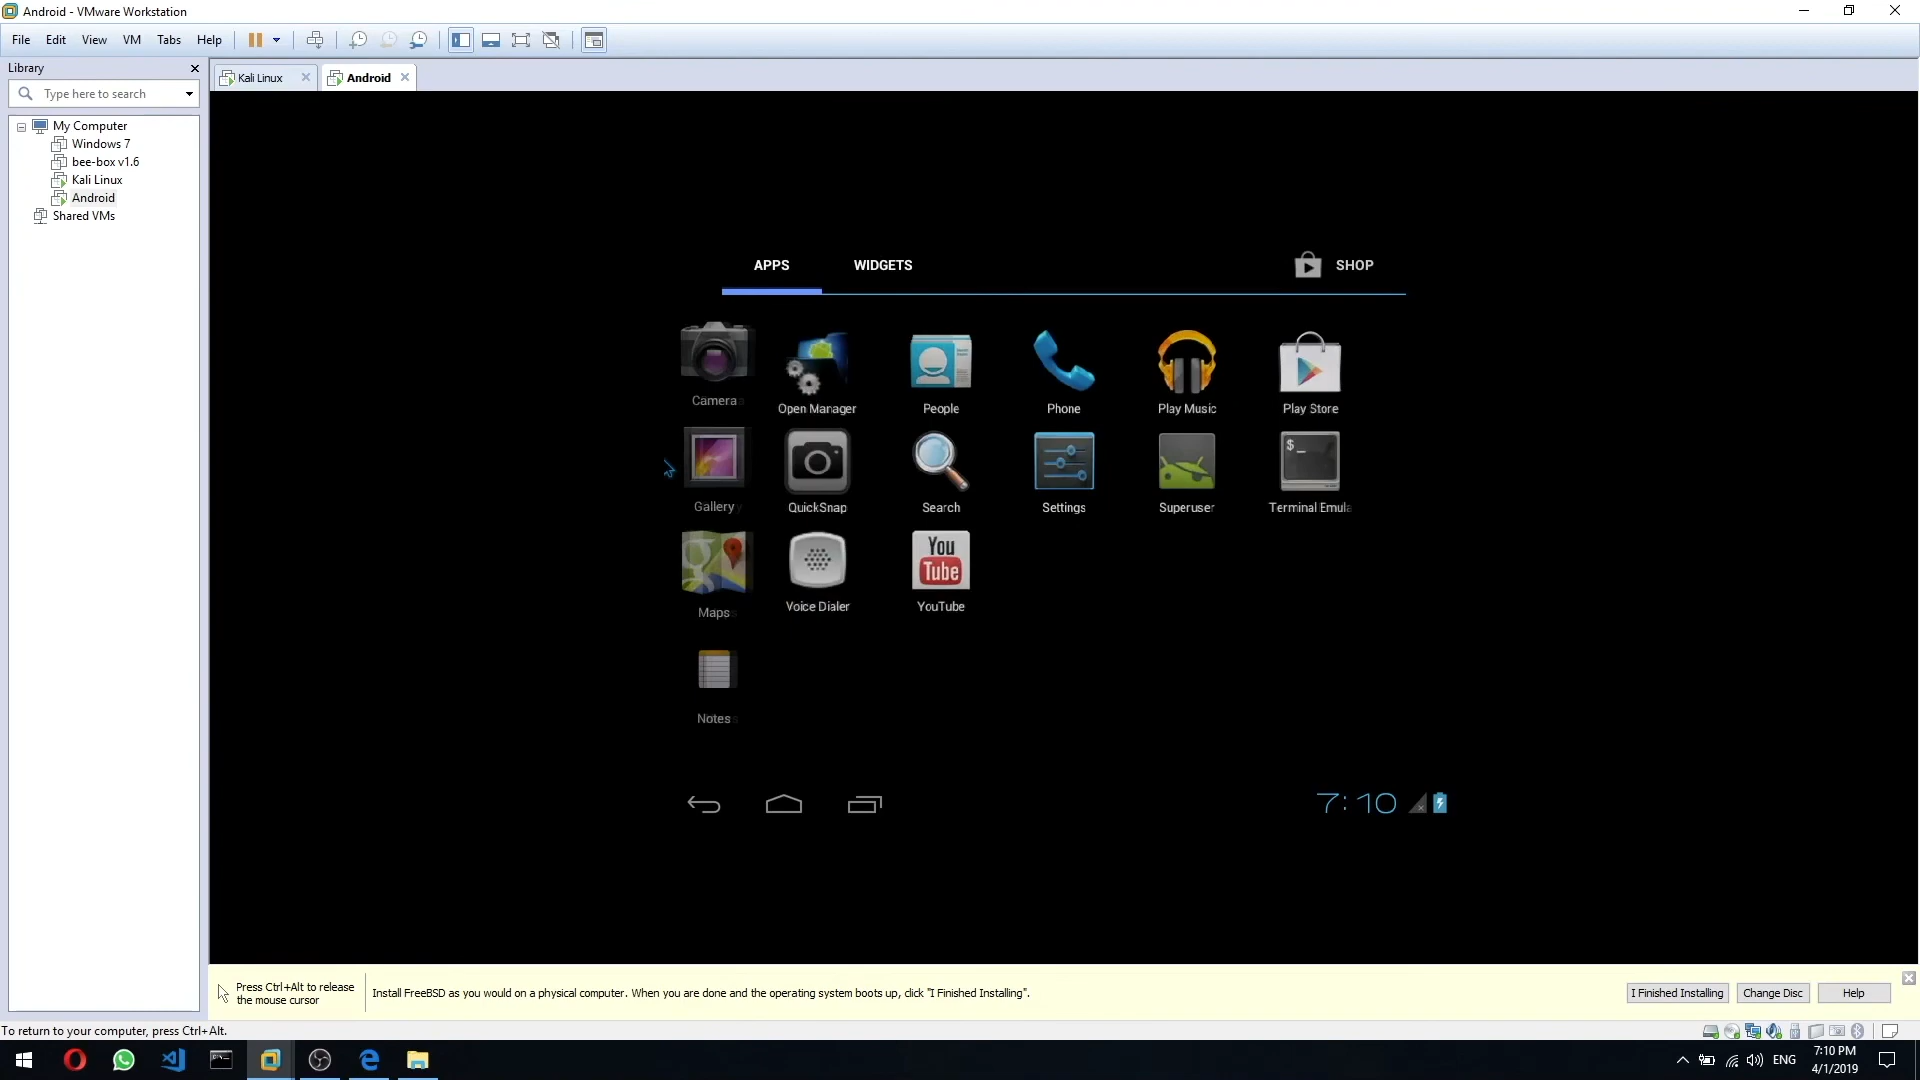 Android - VMware Workstation
File Edit View VM Tabs Help
Library
Type here to search
My Computer
Windows 7
bee-box v1.6
Kali Linux
Android
Shared VMs
Kali Linux
Android
APPS
WIDGETS
SHOP
Camera
Open Manager
People
Phone
Play Music
Play Store
Gallery
QuickSnap
Search
Settings
Superuser
Terminal Emula
Maps
Voice Dialer
You
Tube
YouTube
Notes
7:10
Press Ctrl+Alt to release
the mouse cursor
Install FreeBSD as you would on a physical computer. When you are done and the operating system boots up, click "I Finished Installing".
I Finished Installing
Change Disc
Help
To return to your computer, press Ctrl+Alt.
ENG
7:10 PM
4/1/2019